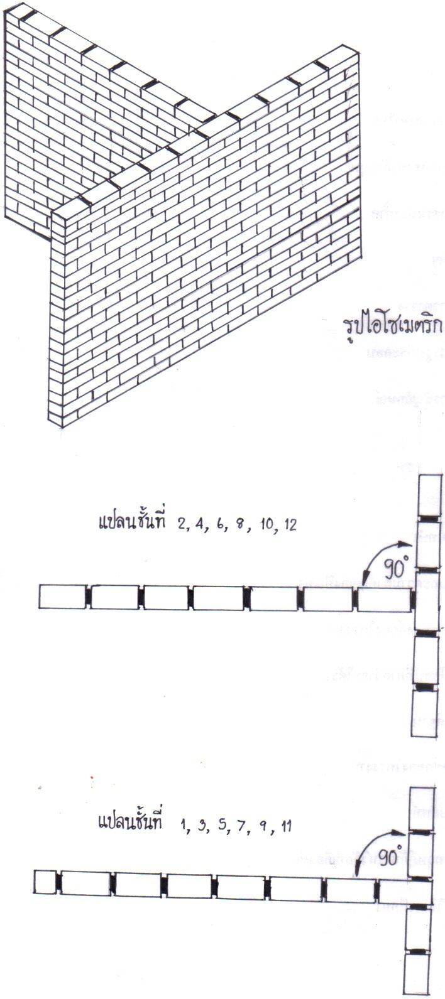 รูปไอโซเมตริก
แปลนชั้นที่ 2, 4, 6, 8, 10, 12
90°
แปลนชั้นที่ 1, 3, 5, 7, 9, 11
90°